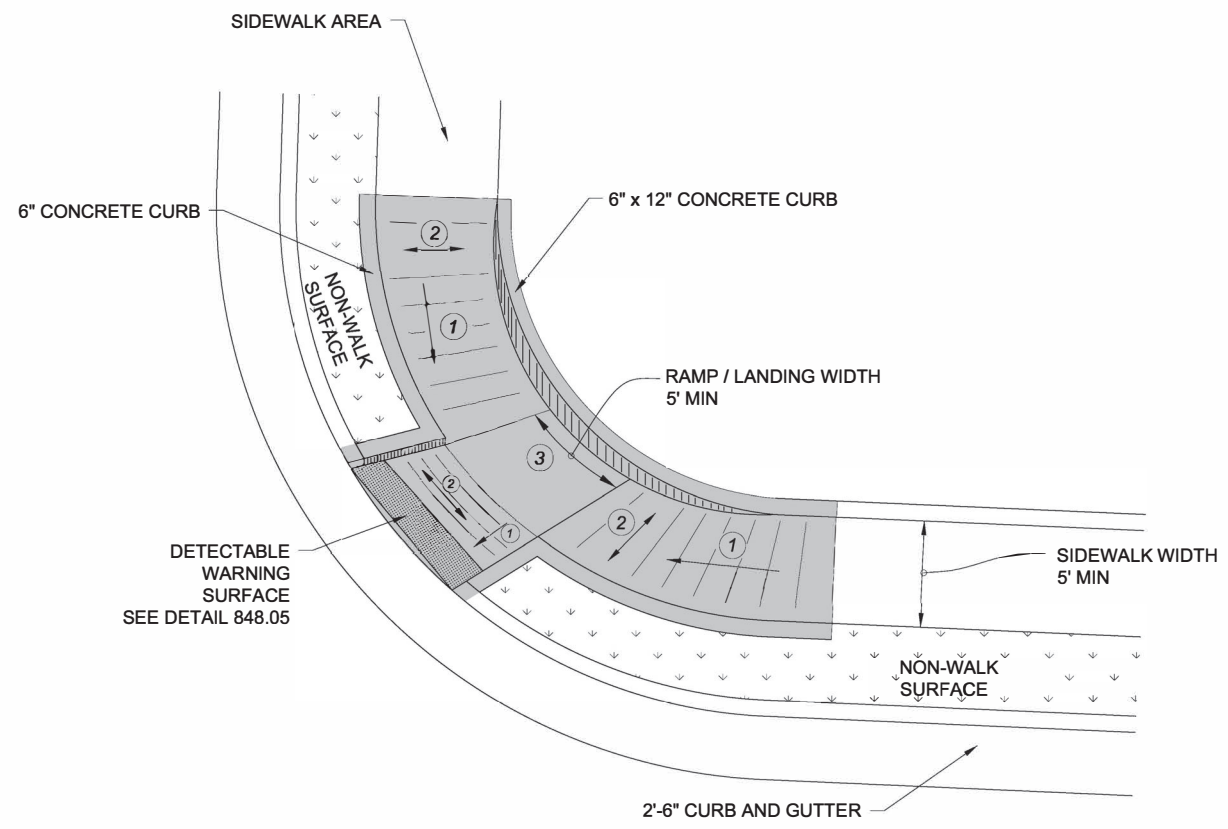 SIDEWALK AREA
6" CONCRETE CURB
6" x 12" CONCRETE CURB
2
NON-WALK
SURFACE
1
RAMP / LANDING WIDTH
5' MIN
3
2
1
2
1
DETECTABLE
WARNING
SURFACE
SEE DETAIL 848.05
SIDEWALK WIDTH
5' MIN
NON-WALK
SURFACE
2'-6" CURB AND GUTTER